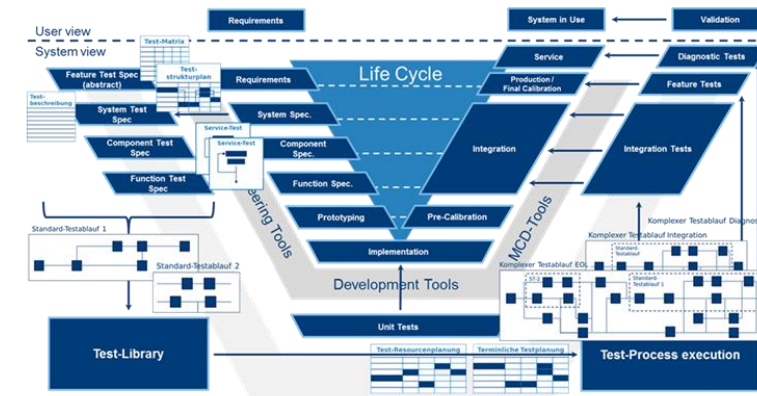 Requirements
System in Use
Validation
User view
System view
Test-Matrix
Service
Diagnostic Tests
Feature Test Spec
(abstract)
Test-
strukturplan
Requirements
Life Cycle
Production /
Final Calibration
Feature Tests
Test-
beschreibung
System Test
Spec
System Spec.
Service-Test
Service-Test
Component Test
Spec
Component
Spec.
Integration
Integration Tests
Function Test
Spec
Function Spec.
Prototyping
Pre-Calibration
MCD-Tools
Implementation
Development Tools
Standard-Testablauf 1
Standard-Testablauf 2
Komplexer Testablauf Diagnos
Komplexer Testablauf Integration
Standard-
Testablauf
Komplexer Testablauf EOL
ST-2
Standard-
Testablauf 1
Unit Tests
Test-Library
Test-Resourcenplanung
Terminliche Testplanung
Test-Process execution